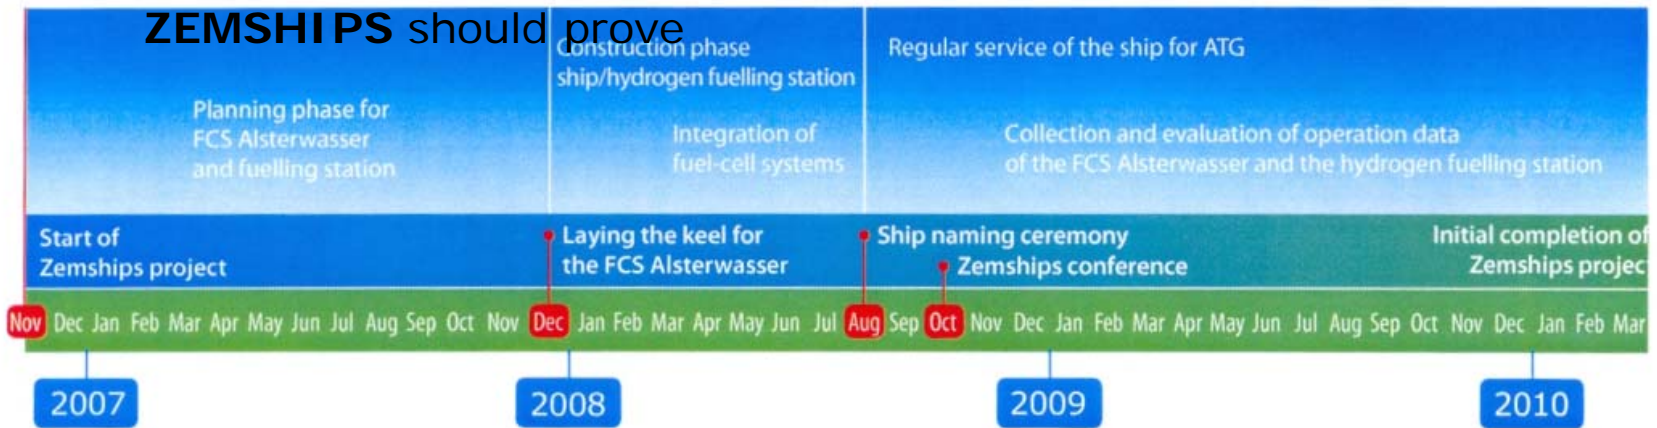 ZEMSHIPS should prove
Construction phase
ship/hydrogen fuelling station
Regular service of the ship for ATG
Planning phase for
FCS Alsterwasser
and fuelling station
Integration of
fuel-cell systems
Collection and evaluation of operation data
of the FCS Alsterwasser and the hydrogen fuelling station
Start of
Zemships project
Laying the keel for
the FCS Alsterwasser
Ship naming ceremony
Zemships conference
Initial completion of
Zemships projec
Nov Dec Jan Feb Mar Apr May Jun Jul Aug Sep Oct Nov Dec Jan Feb Mar Apr May Jun Jul Aug Sep Oct Nov Dec Jan Feb Mar Apr May Jun Jul Aug Sep Oct Nov Dec Jan Feb Mar
2007 2008 2009 2010